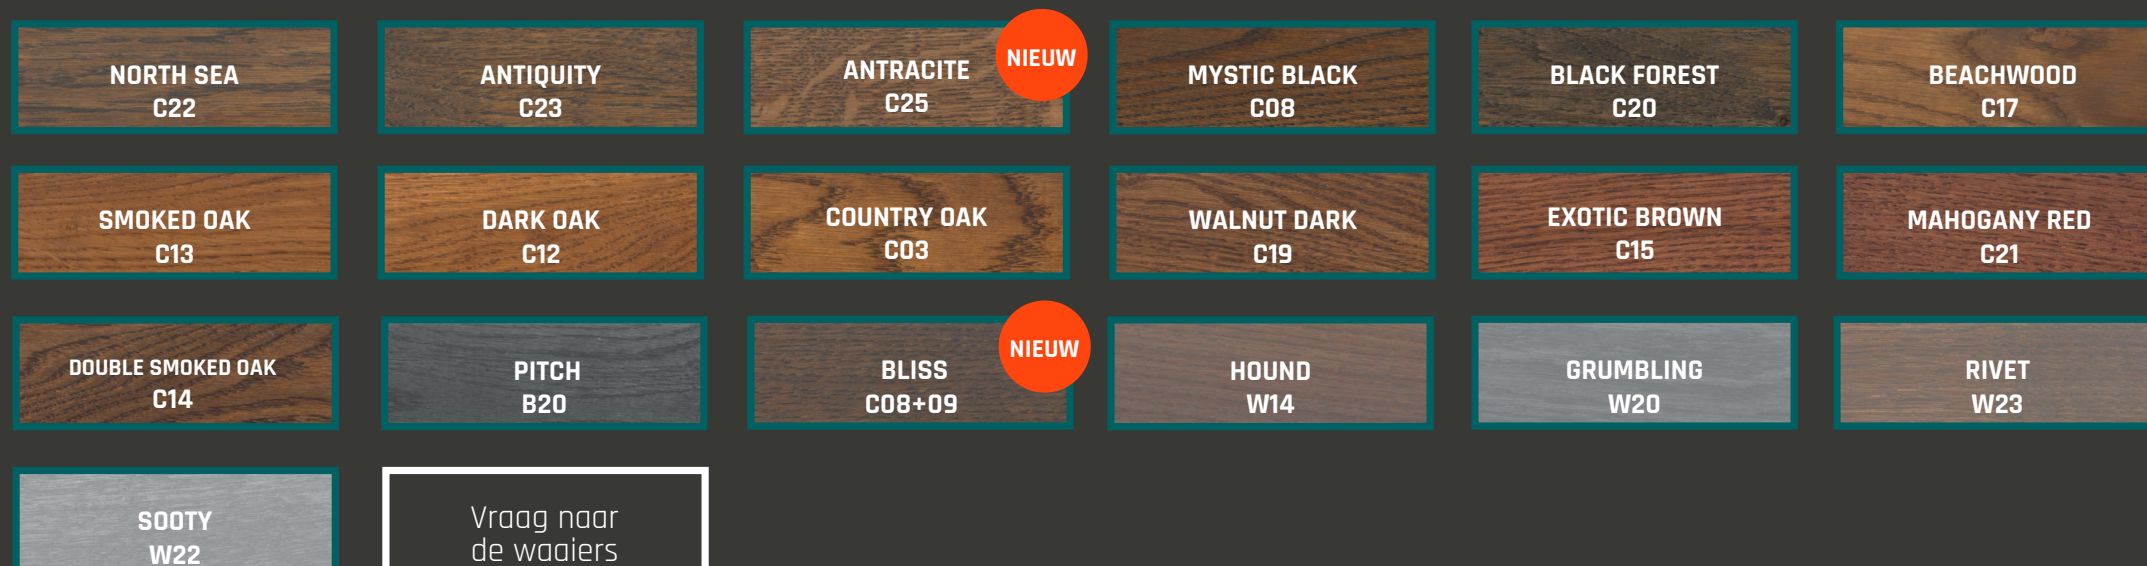 NORTH SEA
C22
ANTIQUITY
C23
ANTRACITE
C25
NIEUW
MYSTIC BLACK
C08
BLACK FOREST
C20
BEACHWOOD
C17
SMOKED OAK
C13
DARK OAK
C12
COUNTRY OAK
C03
WALNUT DARK
C19
EXOTIC BROWN
C15
MAHOGANY RED
C21
DOUBLE SMOKED OAK
C14
PITCH
B20
BLISS
C08+09
NIEUW
HOUND
W14
GRUMBLING
W20
RIVET
W23
SOOTY
W22
Vraag naar
de waaiers